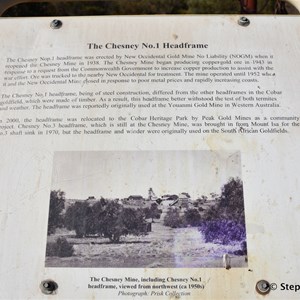 The Chesney No.1 Headframe
The Chesney Nop.1 headframe was erected by New Occidental Gold Mine No Liability (NOGM) when it
reopened the Chesney Mine in 1938. The Chesney Mine began producing copper-gold ore in 1943 in
response to a request from the Commonwealth Government to increase copper production to assist with the
war effort. Ore was trucked to the nearby New Occidental for treatment. The mine operated until 1952 when
it and the New Occidental Mine closed in response to poor metal prices and rapidly increasing costs.
The Chesney No.1 headframe, being of steel construction, differed from the other headframes in the Cobar
goldfield, which were made of timber. As a result, this headframe better withstood the test of both termites
and weather. The headframe was reportedly originally used at the Youanmi Gold Mine in Western Australia.
2000, the headframe was relocated to the Cobar Heritage Park by Peak Gold Mines as a community
project. Chesney No.3 headframe, which is still at the Chesney Mine, was brought in from Mount Isa for the
No.3 shaft sink in 1970, but the headframe and winder were originally used on the South African Goldfields.
The Chesney Mine, including Chesney No.1
headframe, viewed from northwest (ca 1950s)
Photograph: Prisk Collection
© Step